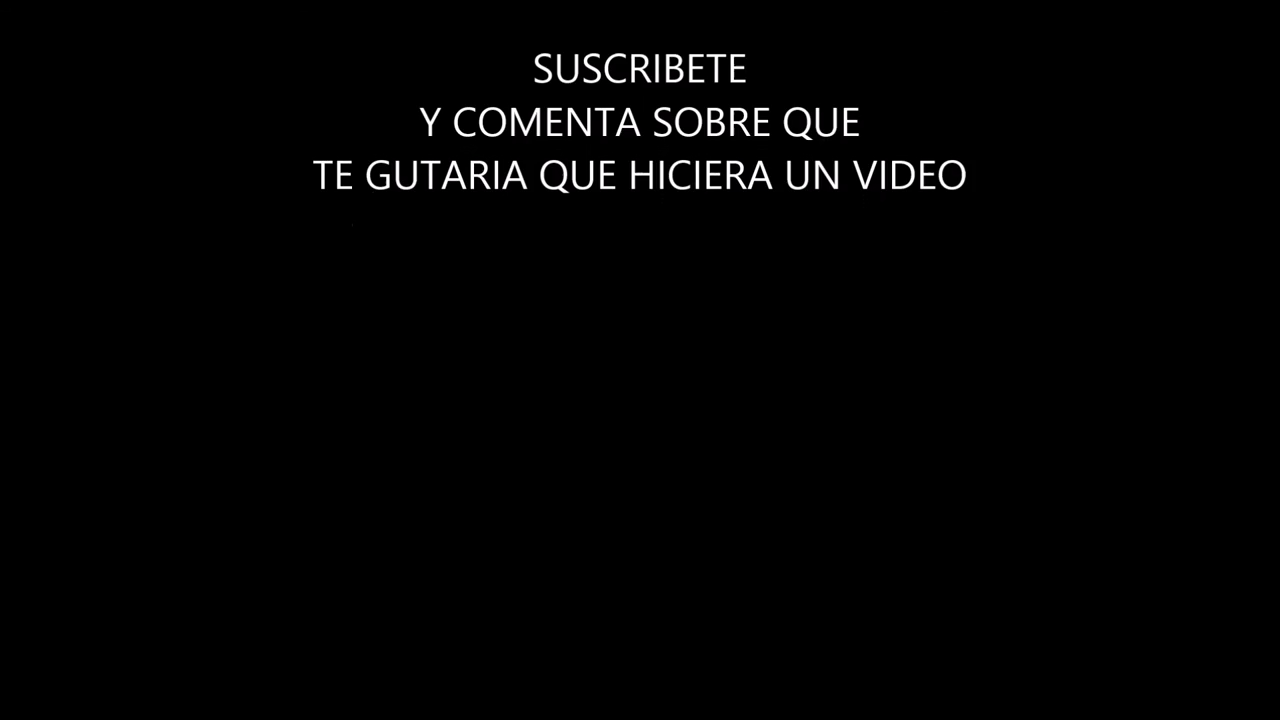 SUSCRIBETE
Y COMENTA SOBRE QUE
TE GUTARIA QUE HICIERA UN VIDEO